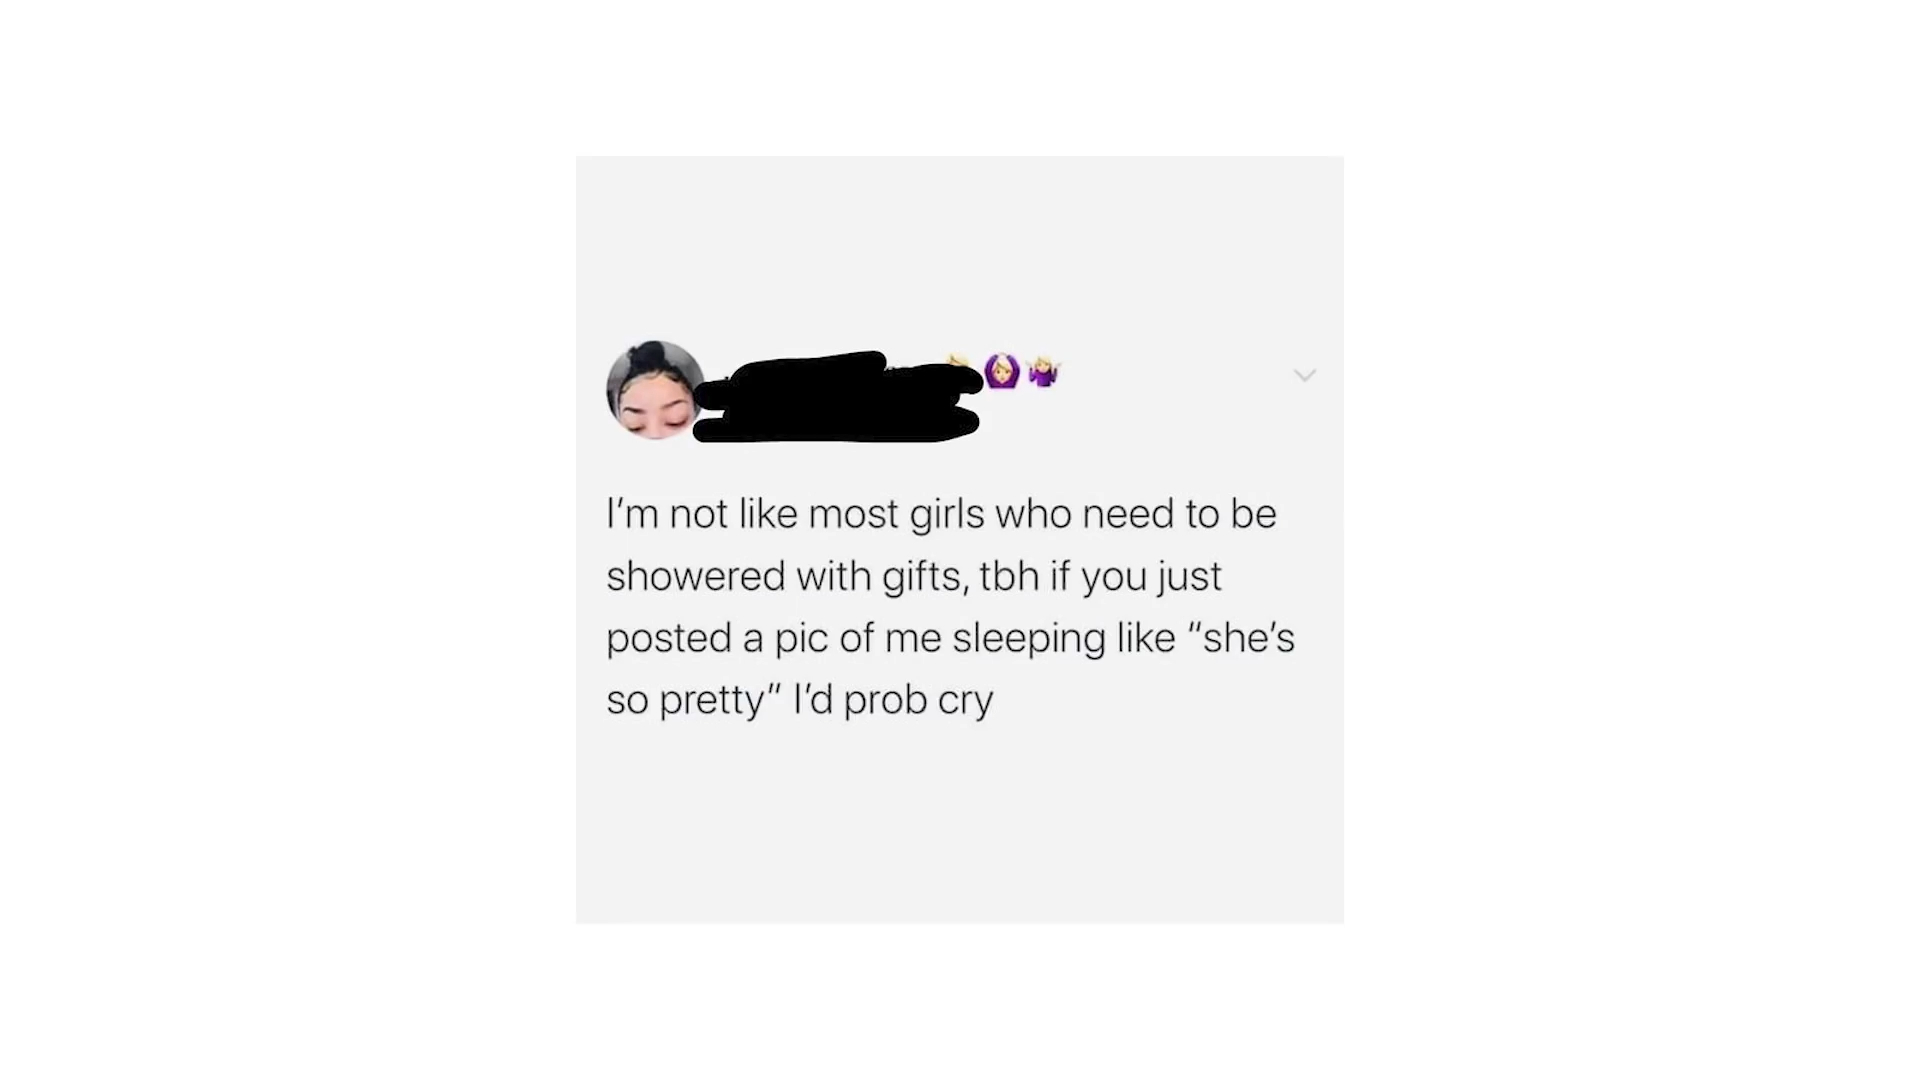 I’m not like most girls who need to be
showered with gifts, tbh if you just
posted a pic of me sleeping like “she’s
so pretty” I’d prob cry